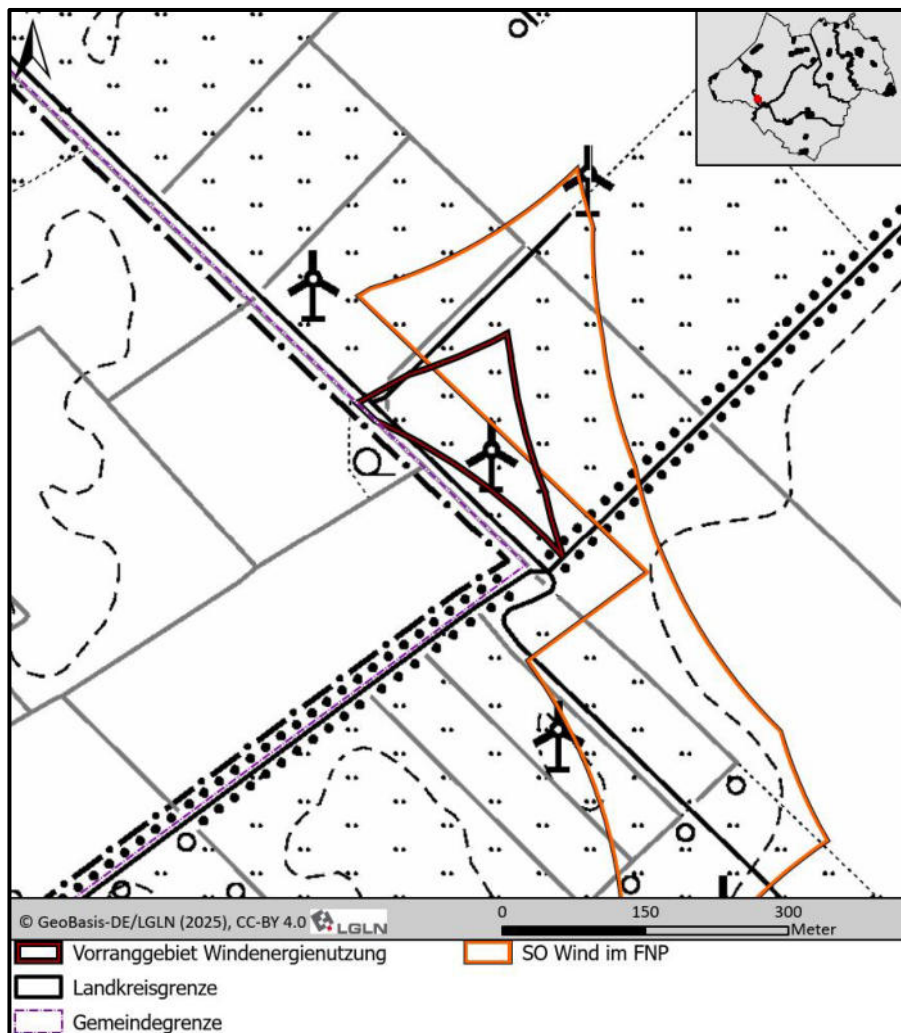 © GeoBasis-DE/LGLN (2025), CC-BY 4.0 LGLN
0 150 300
Meter
Vorranggebiet Windenergienutzung SO Wind im FNP
Landkreisgrenze
Gemeindegrenze